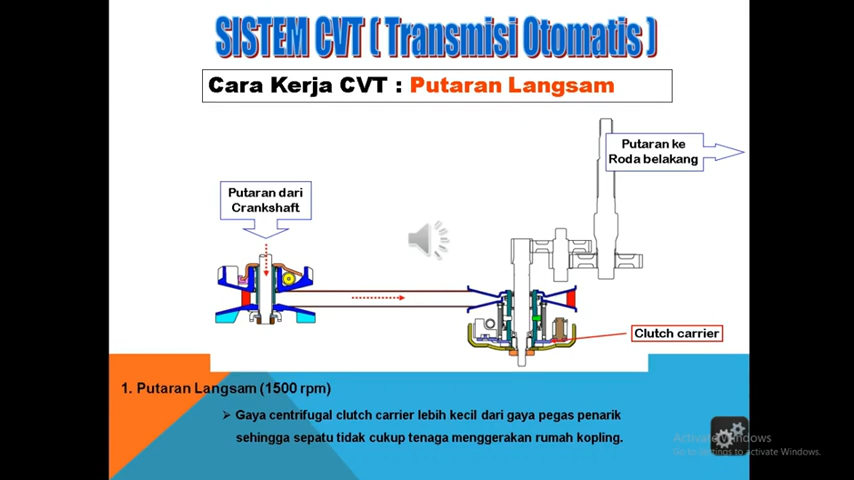 SISTEM CVT ( Transmisi Otomatis )
Cara Kerja CVT : Putaran Langsam
Putaran ke
Roda belakang
Putaran dari
Crankshaft
Clutch carrier
1. Putaran Langsam (1500 rpm)
➢ Gaya centrifugal clutch carrier lebih kecil dari gaya pegas penarik
sehingga sepatu tidak cukup tenaga menggerakan rumah kopling.
Activate Windows
Go to Settings to Activate Windows.